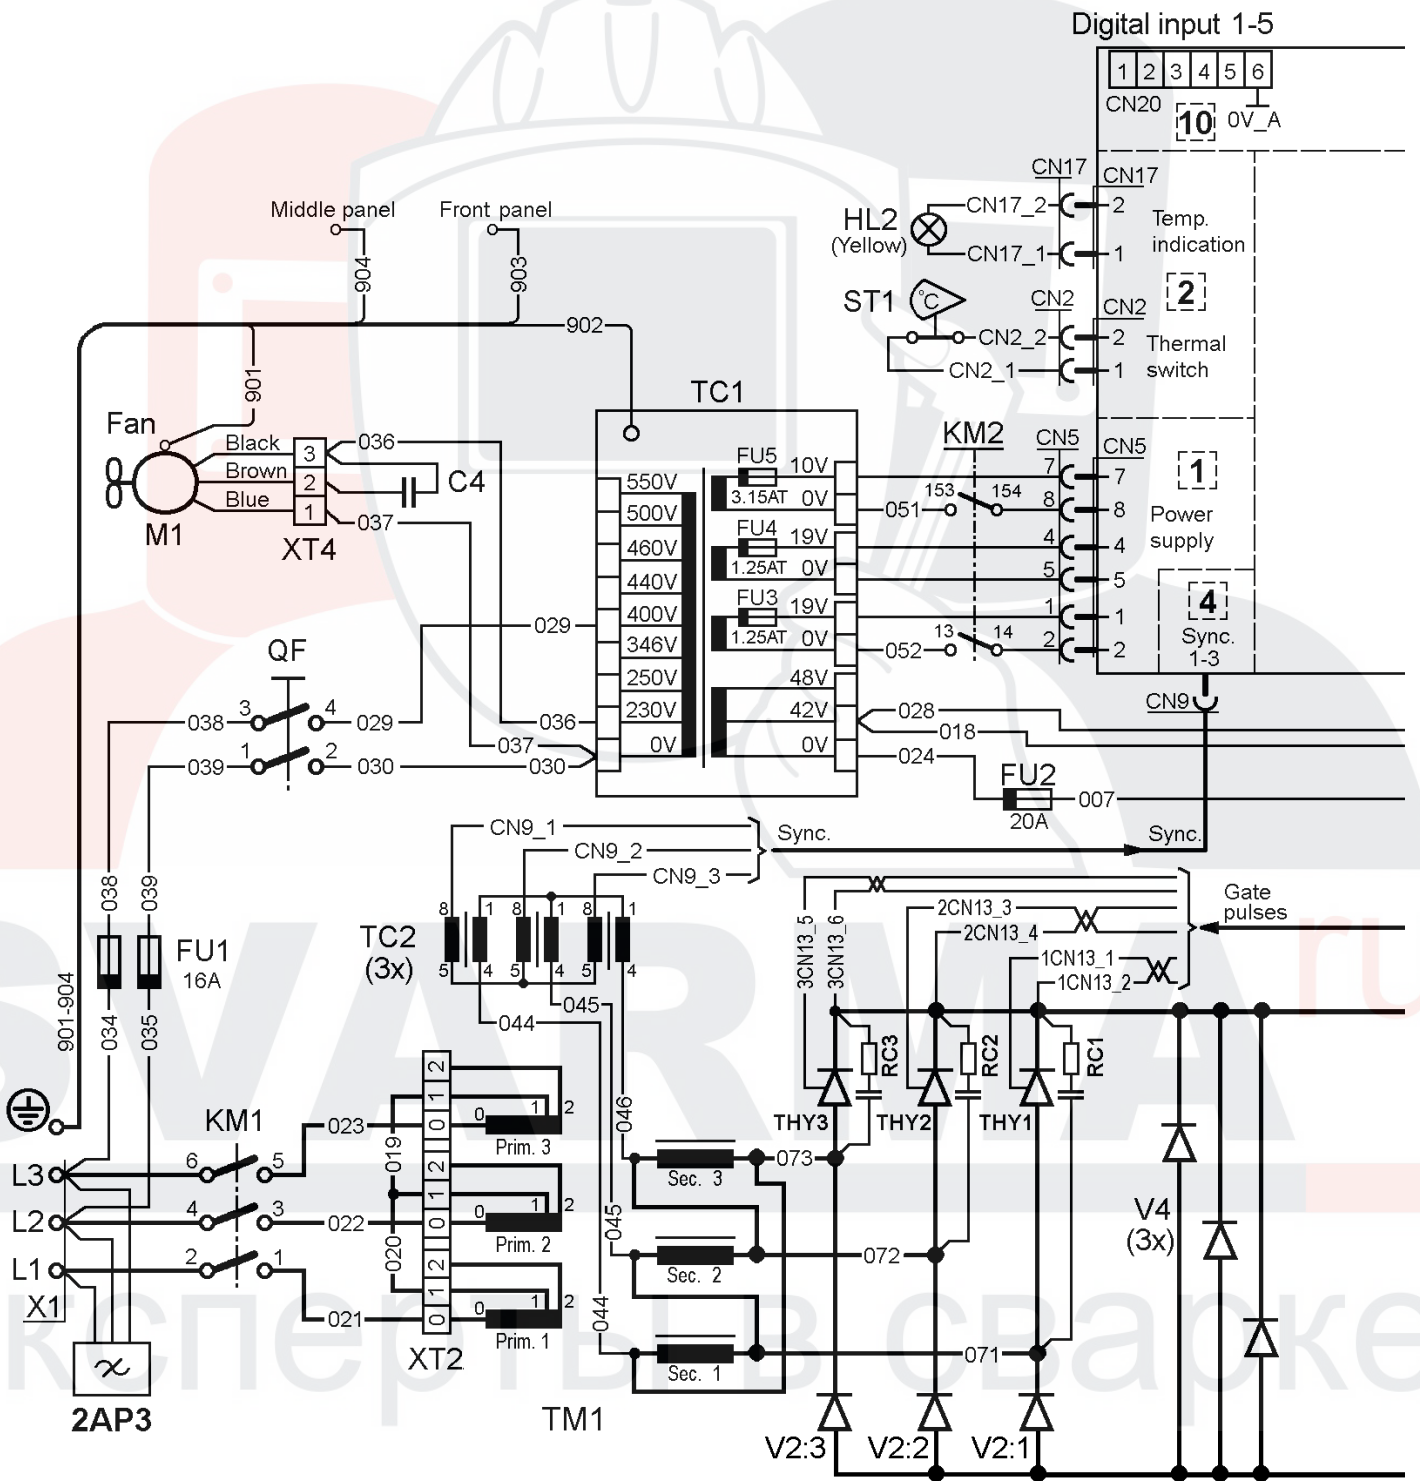 Digital input 1-5
1 2 3 4 5 6
CN20
10
0V_A
CN17
CN17
CN17_2
2
HL2
(Yellow)
CN17_1
1
Temp.
indication
2
ST1
°C
CN2
CN2
CN2_2
2
CN2_1
1
Thermal
switch
Middle panel
Front panel
904
903
902
901
Fan
M1
Black
Brown
Blue
3
2
1
XT4
036
037
C4
TC1
550V
500V
460V
440V
400V
346V
250V
230V
0V
FU5
3.15AT
10V
0V
FU4
1.25AT
19V
0V
FU3
1.25AT
19V
0V
48V
42V
0V
KM2
CN5
CN5
7
7
051
153
154
8
8
4
4
5
5
1
1
052
13
14
2
2
1
Power
supply
4
Sync.
1-3
CN9
029
QF
038
3
4
029
036
037
039
1
2
030
030
028
018
024
FU2
20A
007
CN9_1
CN9_2
CN9_3
Sync.
Sync.
Gate
pulses
038
039
FU1
16A
034
035
901-904
TC2
(3x)
8
1
8
1
8
1
5
4
5
4
5
4
045
044
3CN13_5
3CN13_6
2CN13_3
2CN13_4
1CN13_1
1CN13_2
RC3
RC2
RC1
THY3
THY2
THY1
SVARMA
ru
эксперты в сварке
KM1
L3
6
5
023
L2
4
3
022
L1
2
1
021
X1
2AP3
019
020
2
1
0
2
1
0
2
1
0
XT2
0
1
2
Prim. 3
0
1
2
Prim. 2
0
1
2
Prim. 1
046
045
044
Sec. 3
Sec. 2
Sec. 1
TM1
073
072
071
V4
(3x)
V2:3
V2:2
V2:1